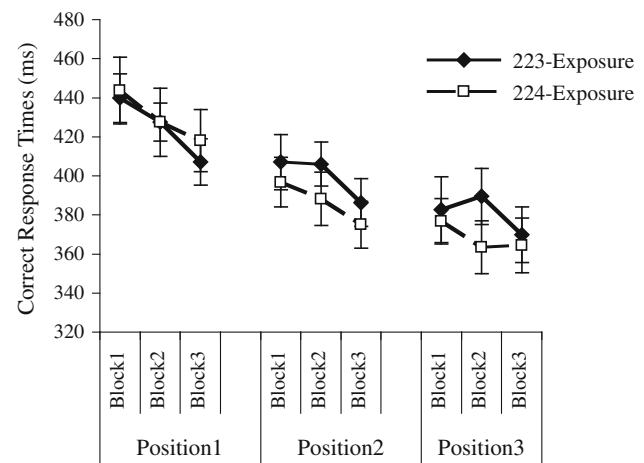 480
460
440
420
400
380
360
340
320
Correct Response Times (ms)
223-Exposure
224-Exposure
Block1
Block2
Block3
Block1
Block2
Block3
Block1
Block2
Block3
Position1
Position2
Position3